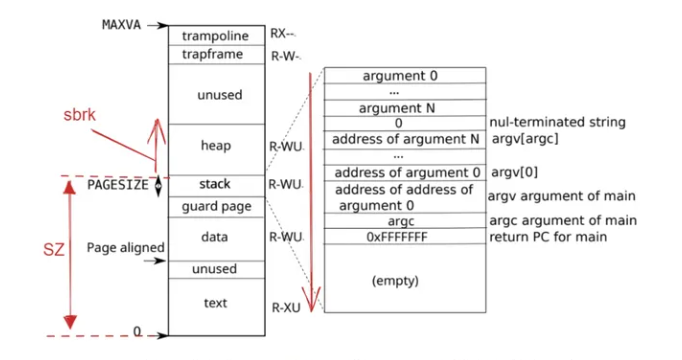 MAXVA
trampoline RX--
trapframe R-W-
unused
sbrk
heap R-WU
PAGESIZE
stack R-WU
guard page
SZ
data R-WU
Page aligned
unused
text R-XU
0
argument 0
...
argument N
0 nul-terminated string
address of argument N argv[argc]
...
address of argument 0 argv[0]
address of address of
argument 0
argv argument of main
argc argc argument of main
0xFFFFFFF return PC for main
(empty)